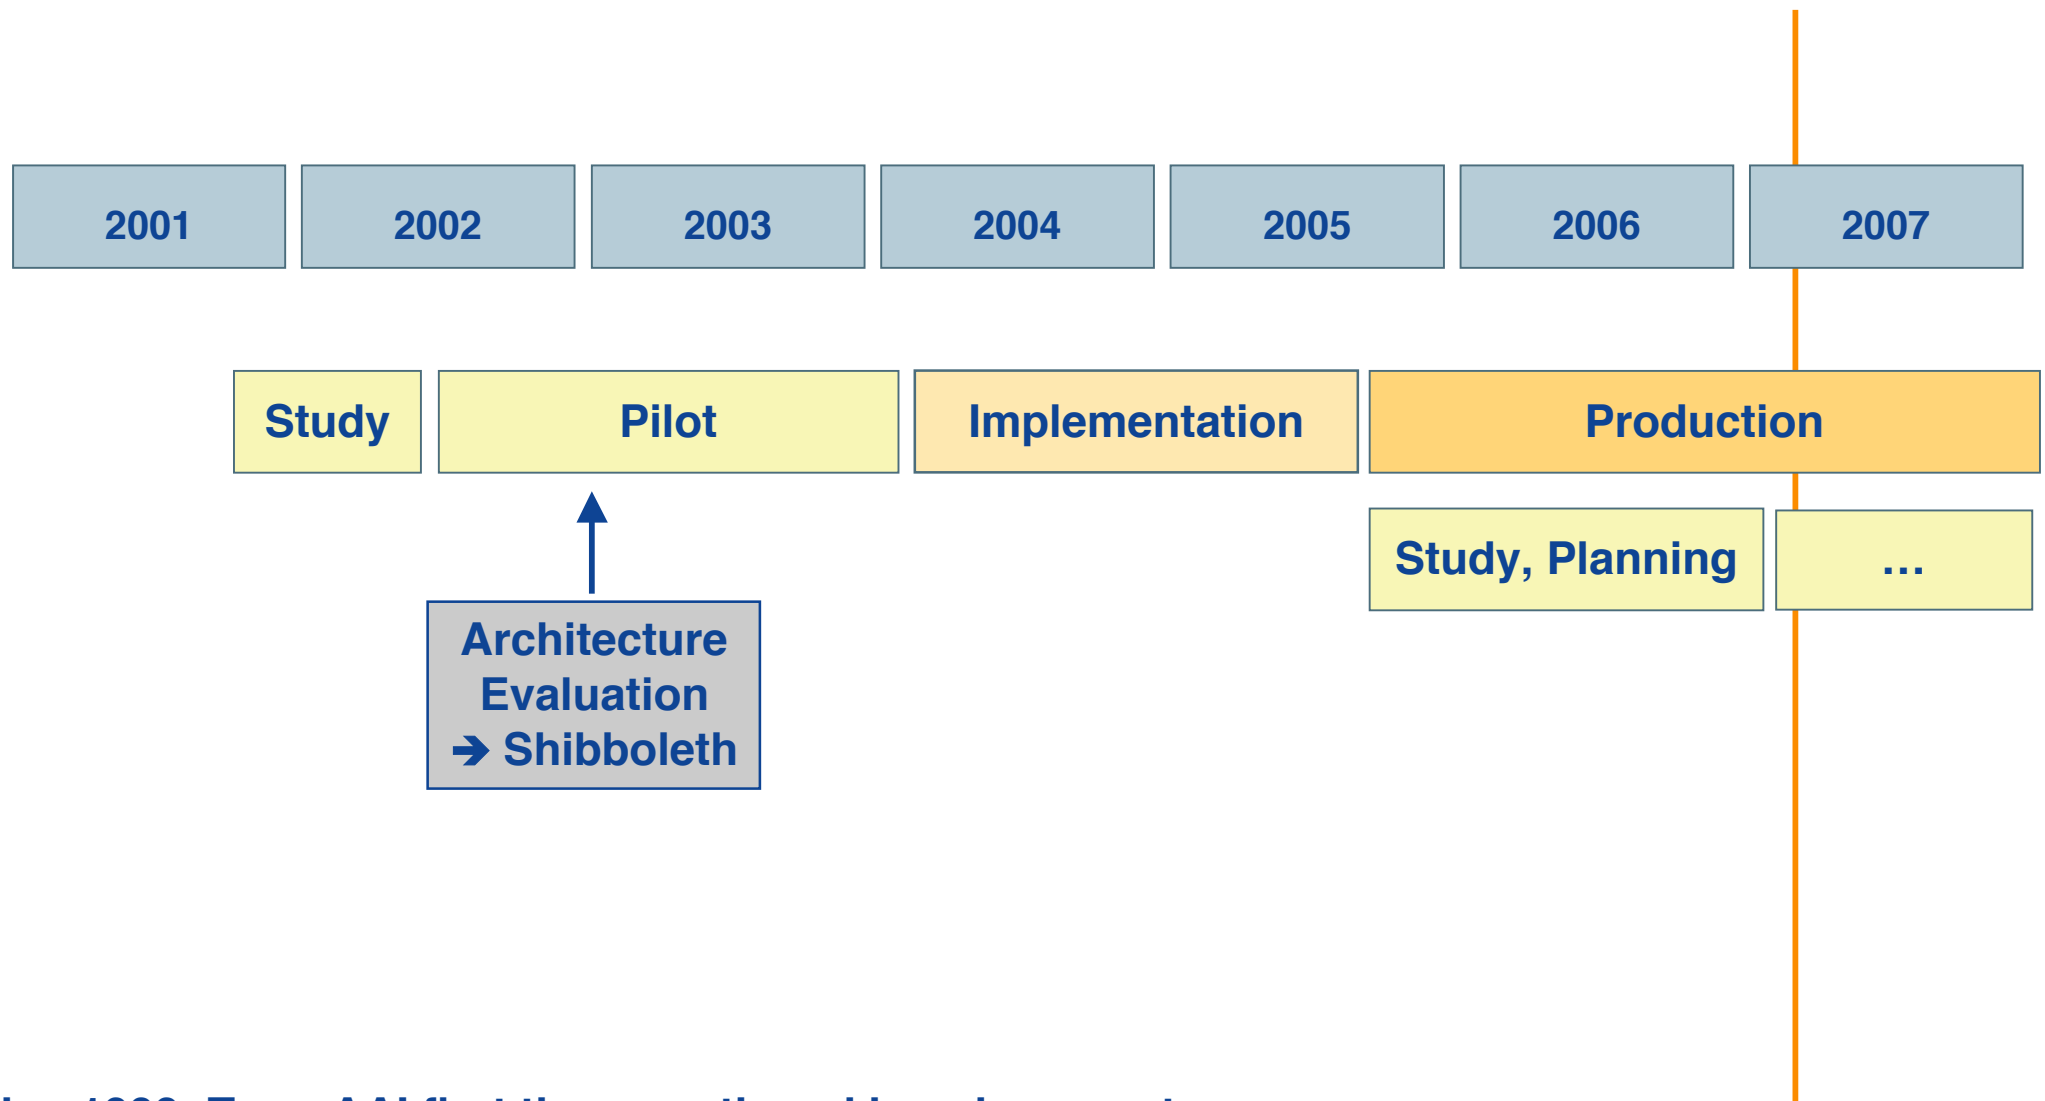 2001 2002 2003 2004 2005 2006 2007
Study Pilot Implementation Production
Study, Planning …
Architecture
Evaluation
➔ Shibboleth